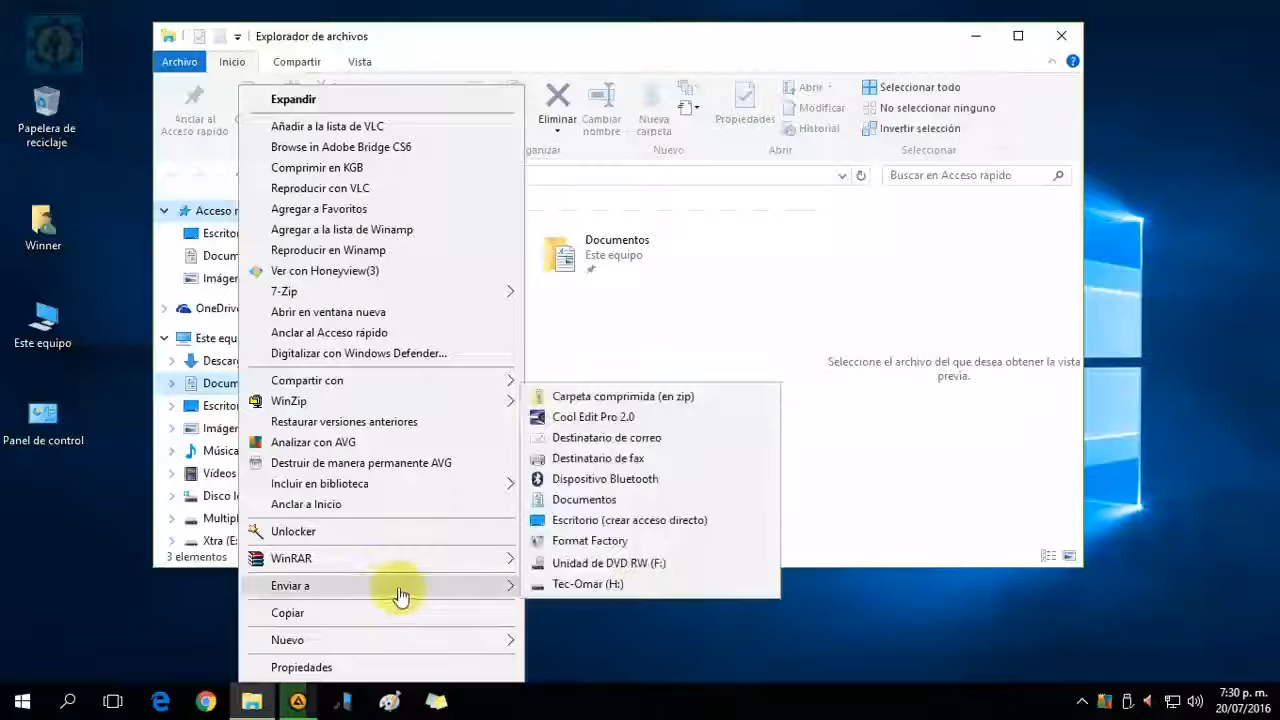 Explorador de archivos
Archivo
Inicio
Compartir
Vista
Papelera de
reciclaje
Winner
Este equipo
Panel de control
Anclar al
Acceso rápido
Eliminar
Cambiar
nombre
Nueva
carpeta
Propiedades
Abrir
Modificar
Historial
Seleccionar todo
No seleccionar ninguno
Invertir selección
Nuevo
Abrir
Seleccionar
Buscar en Acceso rápido
OneDrive
Música
Vídeos
3 elementos
Documentos
Este equipo
Seleccione el archivo del que desea obtener la vista
previa.
Expandir
Añadir a la lista de VLC
Browse in Adobe Bridge CS6
Comprimir en KGB
Reproducir con VLC
Agregar a Favoritos
Agregar a la lista de Winamp
Reproducir en Winamp
Ver con Honeyview(3)
7-Zip
Abrir en ventana nueva
Anclar al Acceso rápido
Digitalizar con Windows Defender...
Compartir con
WinZip
Restaurar versiones anteriores
Analizar con AVG
Destruir de manera permanente AVG
Incluir en biblioteca
Anclar a Inicio
Unlocker
WinRAR
Enviar a
Copiar
Nuevo
Propiedades
Carpeta comprimida (en zip)
Cool Edit Pro 2.0
Destinatario de correo
Destinatario de fax
Dispositivo Bluetooth
Documentos
Escritorio (crear acceso directo)
Format Factory
Unidad de DVD RW (F:)
Tec-Omar (H:)
7:30 p. m.
20/07/2016